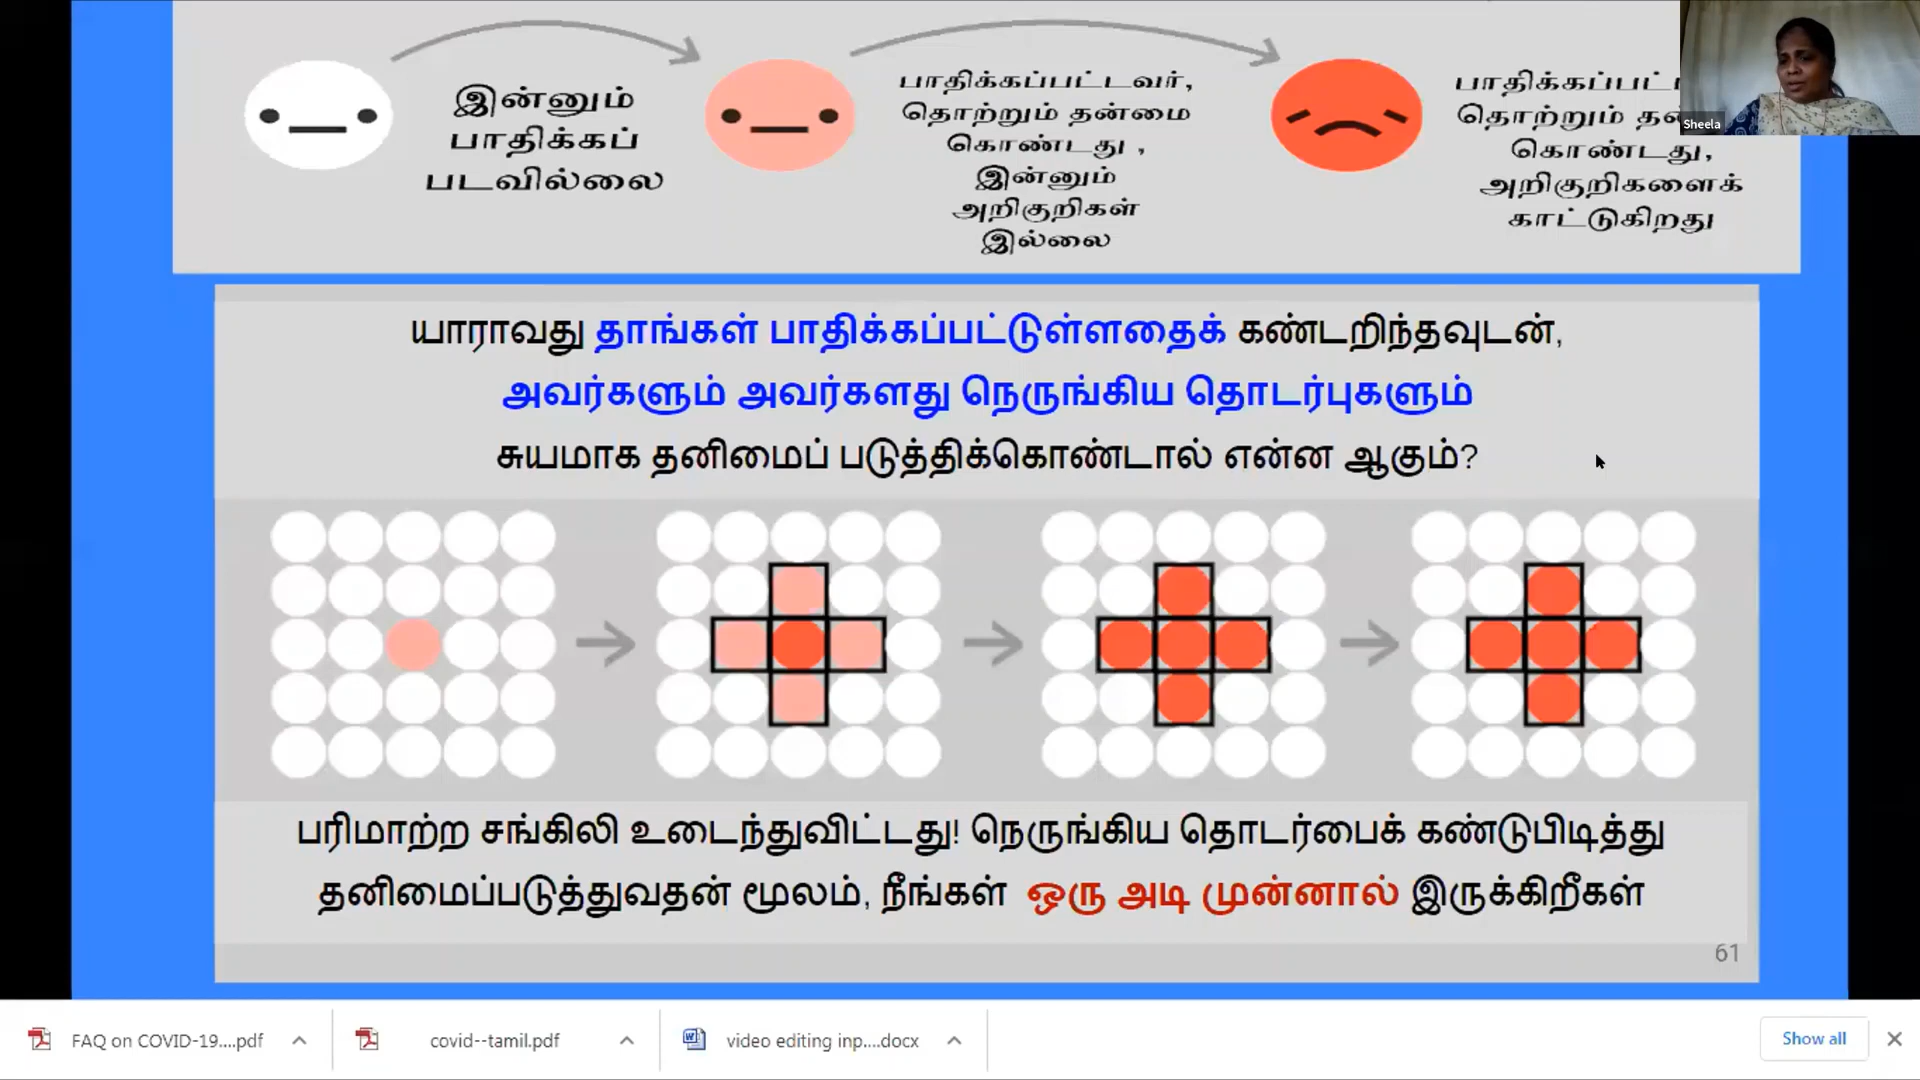 இன்னும்
பாதிக்கப்
படவில்லை
பாதிக்கப்பட்டவர்,
தொற்றும் தன்மை
கொண்டது ,
இன்னும்
அறிகுறிகள்
இல்லை
தொற்றும்
கொண்டது,
அறிகுறிகளைக்
காட்டுகிறது
Sheela
யாராவது தாங்கள் பாதிக்கப்பட்டுள்ளதைக் கண்டறிந்தவுடன்,
அவர்களும் அவர்களது நெருங்கிய தொடர்புகளும்
சுயமாக தனிமைப் படுத்திக்கொண்டால் என்ன ஆகும்?
பரிமாற்ற சங்கிலி உடைந்துவிட்டது! நெருங்கிய தொடர்பைக் கண்டுபிடித்து
தனிமைப்படுத்துவதன் மூலம், நீங்கள் ஒரு அடி முன்னால் இருக்கிறீகள்
61
FAQ on COVID-19....pdf
covid--tamil.pdf
video editing inp....docx
Show all